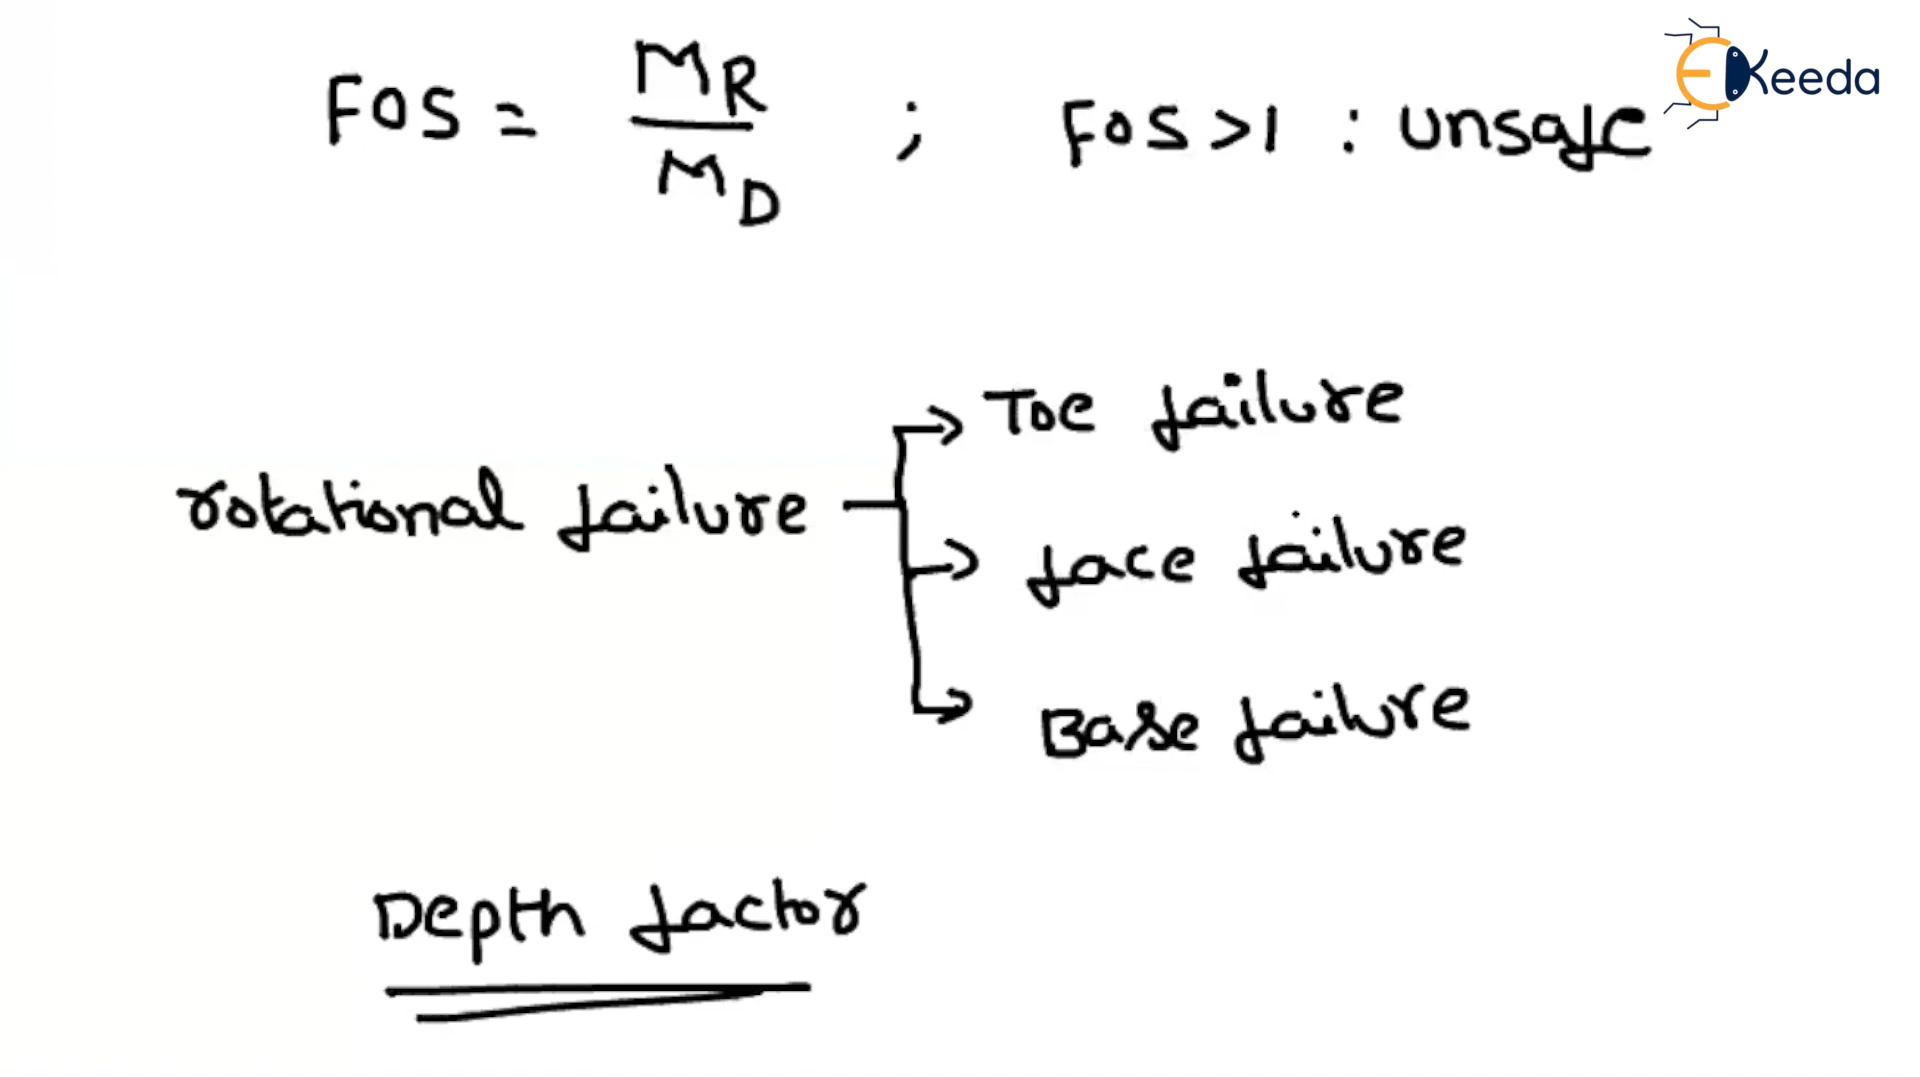 EKeeda
FOS = MR / MD ; FOS > 1 : unsafe
Toe failure
rotational failure
face failure
Base failure
Depth factor